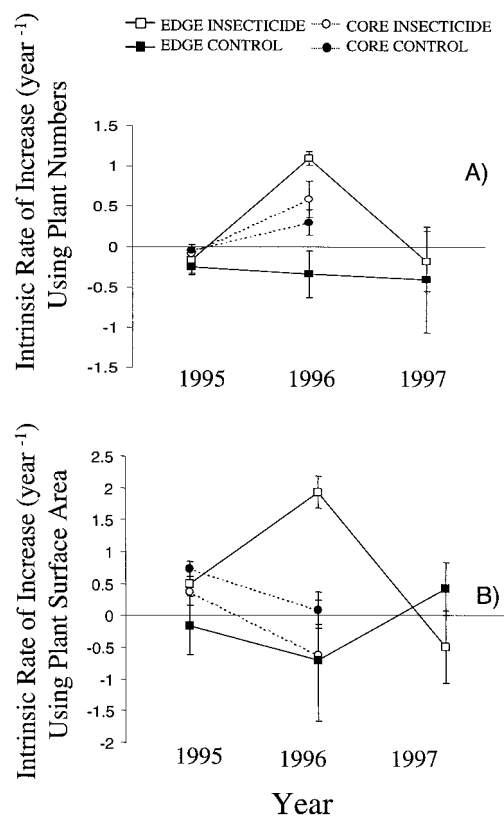 EDGE INSECTICIDE CORE INSECTICIDE
EDGE CONTROL CORE CONTROL
Intrinsic Rate of Increase (year -1)
Using Plant Numbers
1.5
1
0.5
0
-0.5
-1
-1.5
A)
1995 1996 1997
Intrinsic Rate of Increase (year -1)
Using Plant Surface Area
2.5
2
1.5
1
0.5
0
-0.5
-1
-1.5
-2
B)
1995 1996 1997
Year